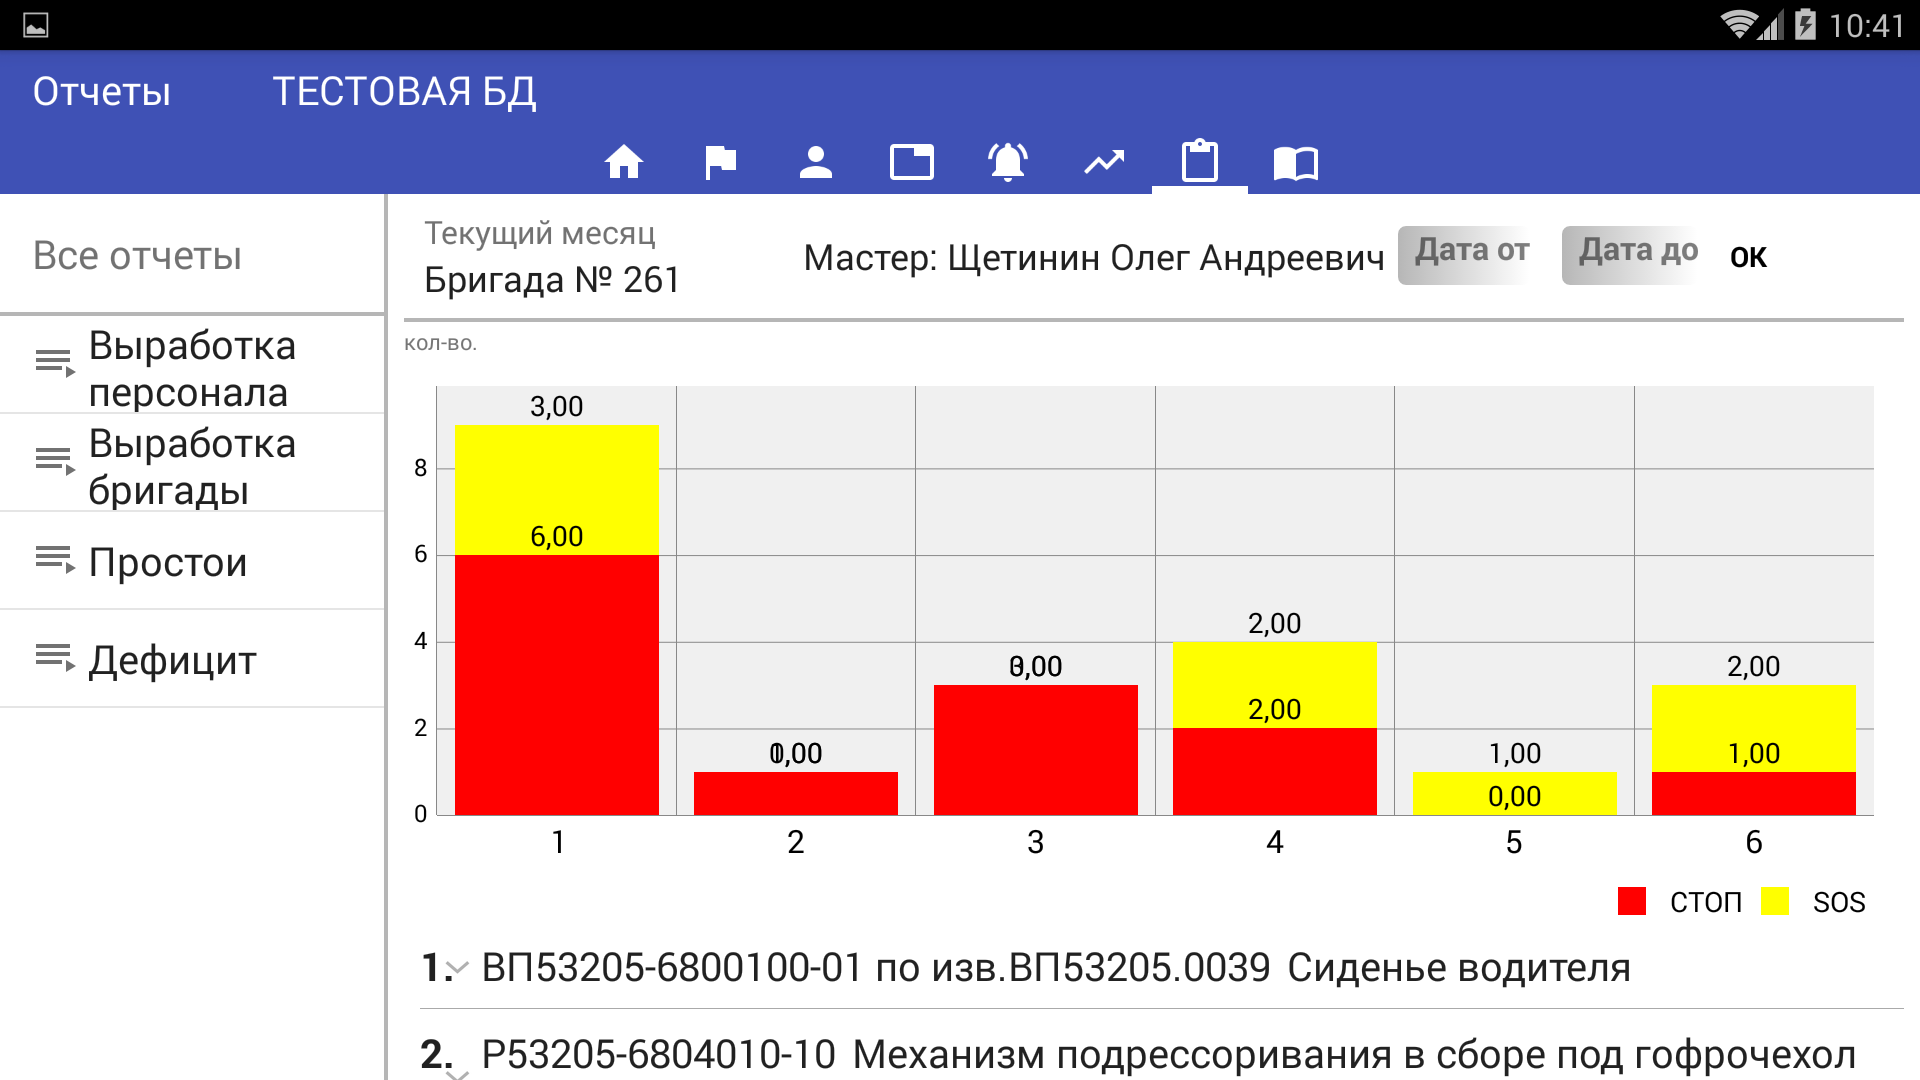 10:41
Отчеты ТЕСТОВАЯ БД
Все отчеты
Выработка
персонала
Выработка
бригады
Простои
Дефицит
Текущий месяц
Бригада № 261
Мастер: Щетинин Олег Андреевич
Дата от Дата до ОК
кол-во.
3,00
8
6,00
6
2,00
4
3,00 0,00 2,00
2,00
2
1,00 0,00 1,00 1,00
0,00
0
1 2 3 4 5 6
СТОП SOS
1. ВП53205-6800100-01 по изв.ВП53205.0039 Сиденье водителя
2. Р53205-6804010-10 Механизм подрессоривания в сборе под гофрочехол